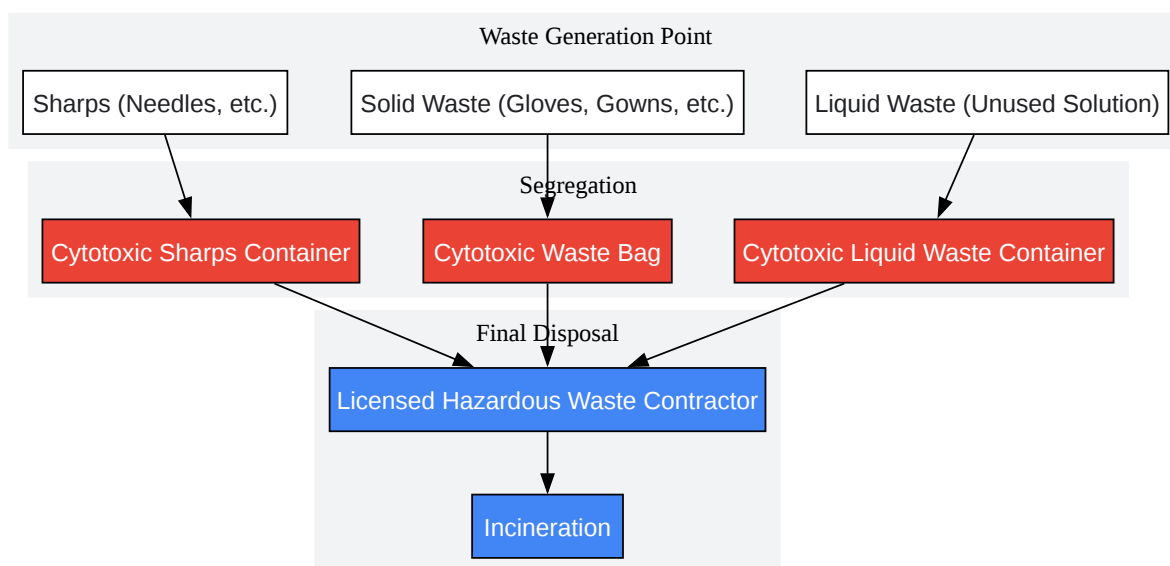 Waste Generation Point
Sharps (Needles, etc.)
Solid Waste (Gloves, Gowns, etc.)
Liquid Waste (Unused Solution)
Segregation
Cytotoxic Sharps Container
Cytotoxic Waste Bag
Cytotoxic Liquid Waste Container
Final Disposal
Licensed Hazardous Waste Contractor
Incineration